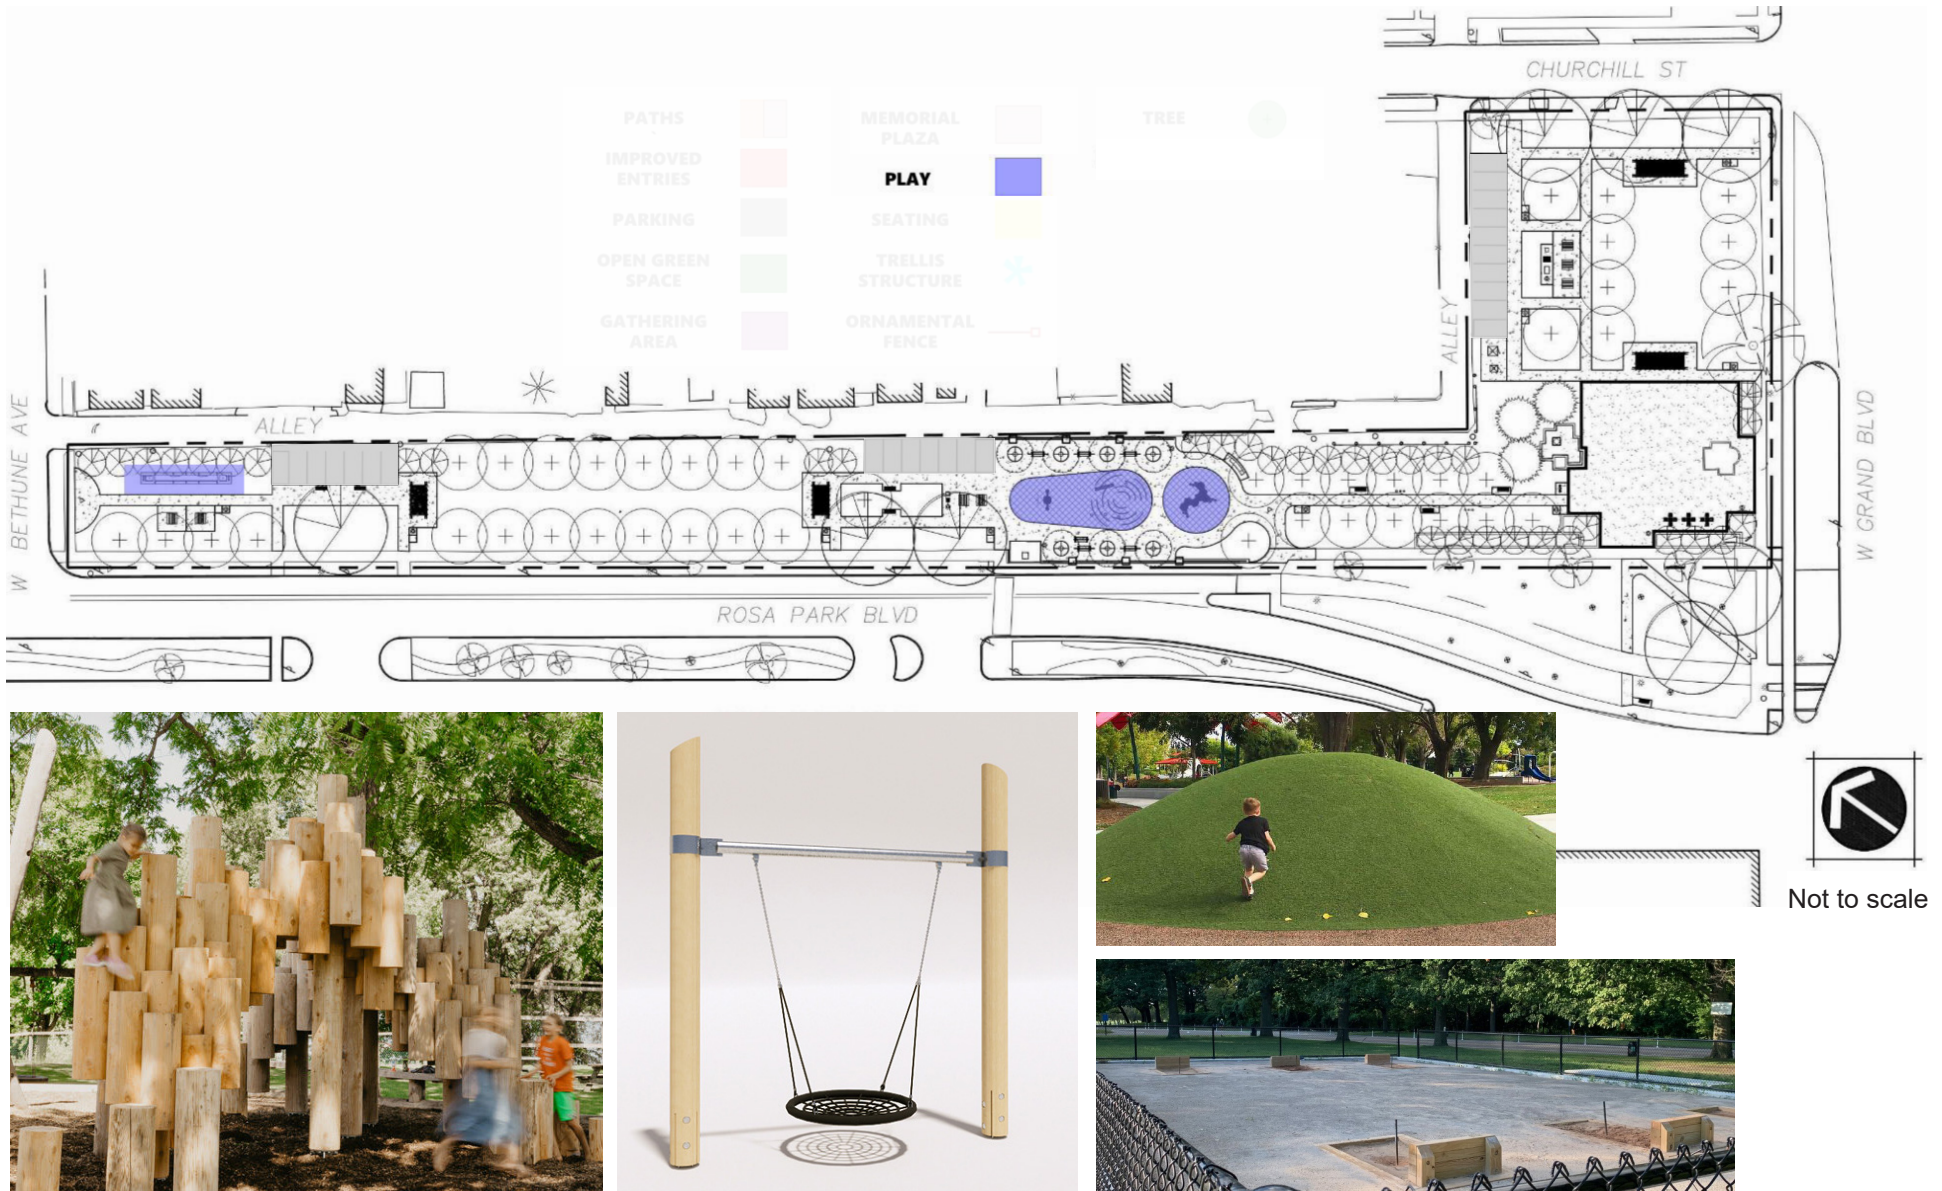 CHURCHILL ST
PATHS
MEMORIAL
PLAZA
TREE
IMPROVED
ENTRIES
PLAY
PARKING
SEATING
OPEN GREEN
SPACE
TRELLIS
STRUCTURE
GATHERING
AREA
ORNAMENTAL
FENCE
ALLEY
W BETHUNE AVE
ALLEY
W GRAND BLVD
ROSA PARK BLVD
Not to scale